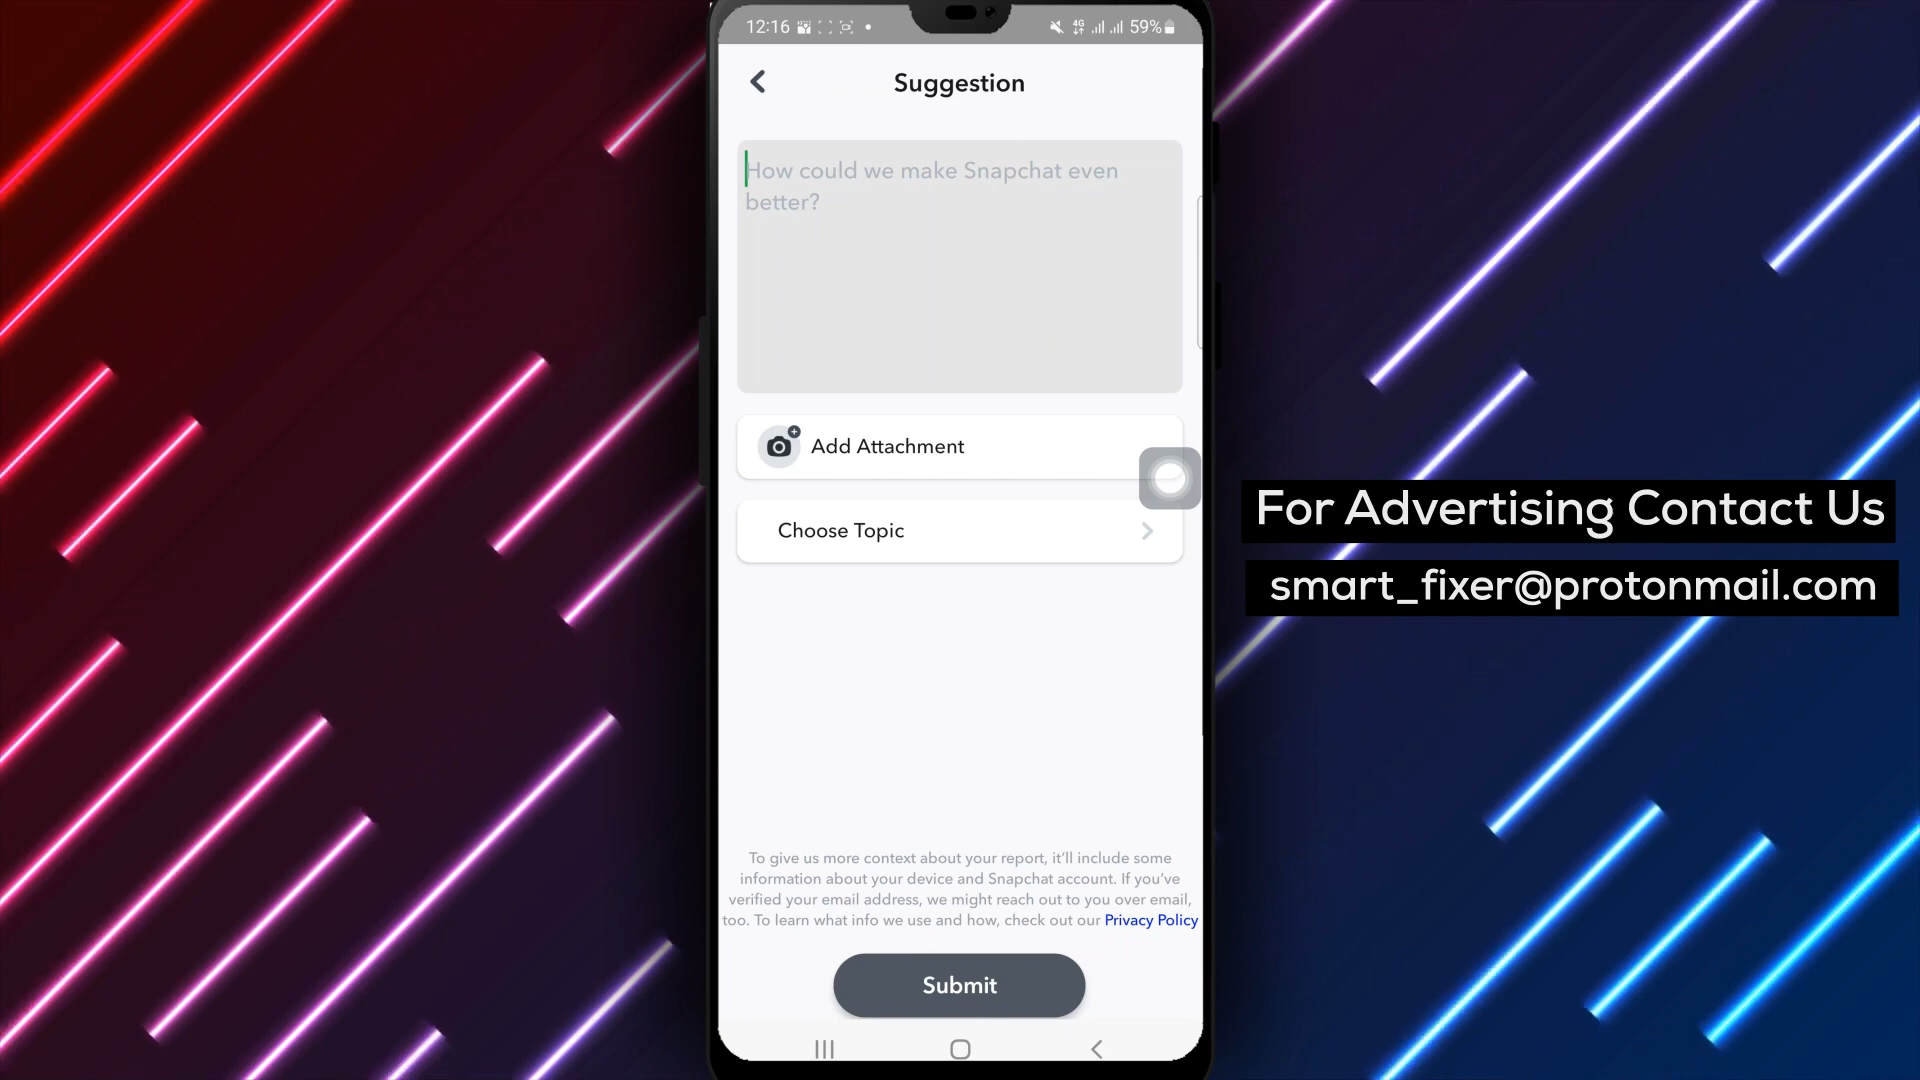 12:16
4G
59%
Suggestion
How could we make Snapchat even
better?
Add Attachment
Choose Topic
For Advertising Contact Us
smart_fixer@protonmail.com
To give us more context about your report, it’ll include some
information about your device and Snapchat account. If you’ve
verified your email address, we might reach out to you over email,
too. To learn what info we use and how, check out our Privacy Policy
Submit